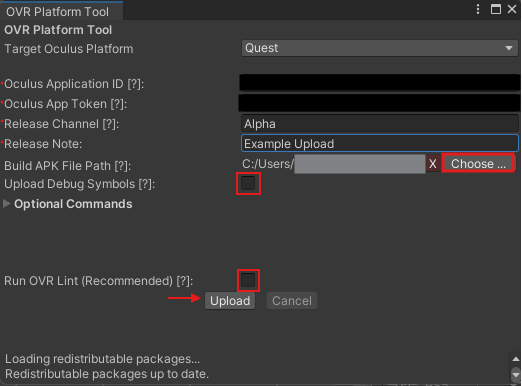 OVR Platform Tool
OVR Platform Tool
Target Oculus Platform Quest
*Oculus Application ID [?]:
*Oculus App Token [?]:
*Release Channel [?]: Alpha
*Release Note: Example Upload
Build APK File Path [?]: C:/Users/ X Choose ...
Upload Debug Symbols [?]:
Optional Commands
Run OVR Lint (Recommended) [?]:
Upload Cancel
Loading redistributable packages...
Redistributable packages up to date.